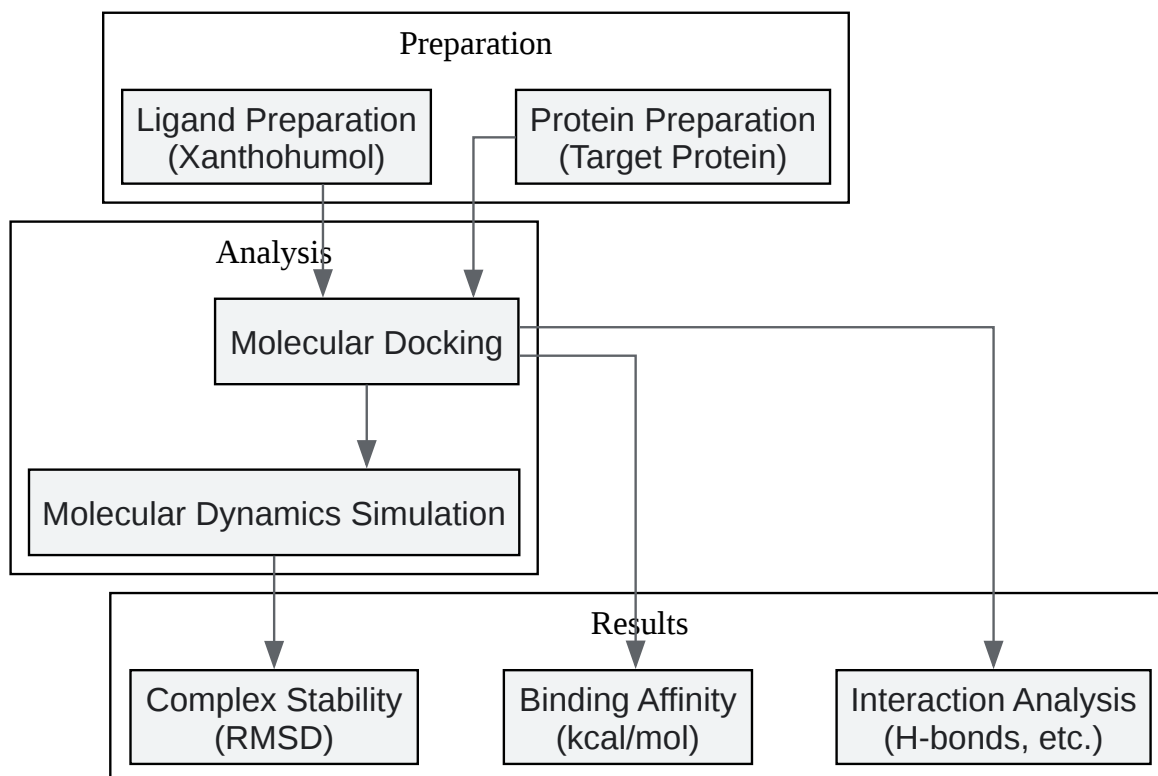 Preparation
Ligand Preparation
(Xanthohumol)
Protein Preparation
(Target Protein)
Analysis
Molecular Docking
Molecular Dynamics Simulation
Results
Complex Stability
(RMSD)
Binding Affinity
(kcal/mol)
Interaction Analysis
(H-bonds, etc.)